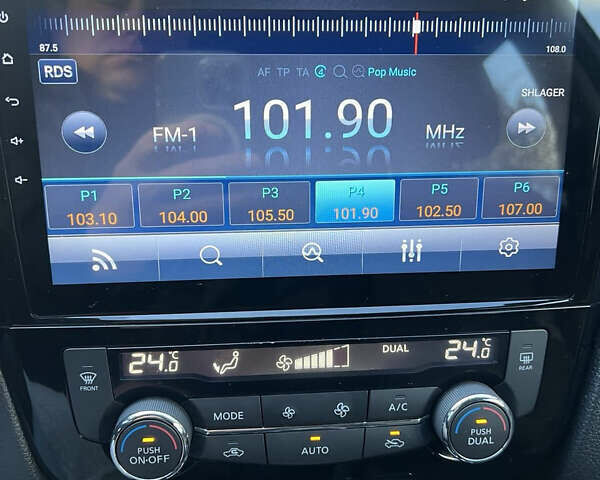 87.5 108.0
RDS
AF TP TA Pop Music
SHLAGER
FM-1 101.90 MHz
P1 P2 P3 P4 P5 P6
103.10 104.00 105.50 101.90 102.50 107.00
24.0°C DUAL 24.0°C
FRONT REAR
MODE A/C
PUSH ON·OFF AUTO PUSH DUAL